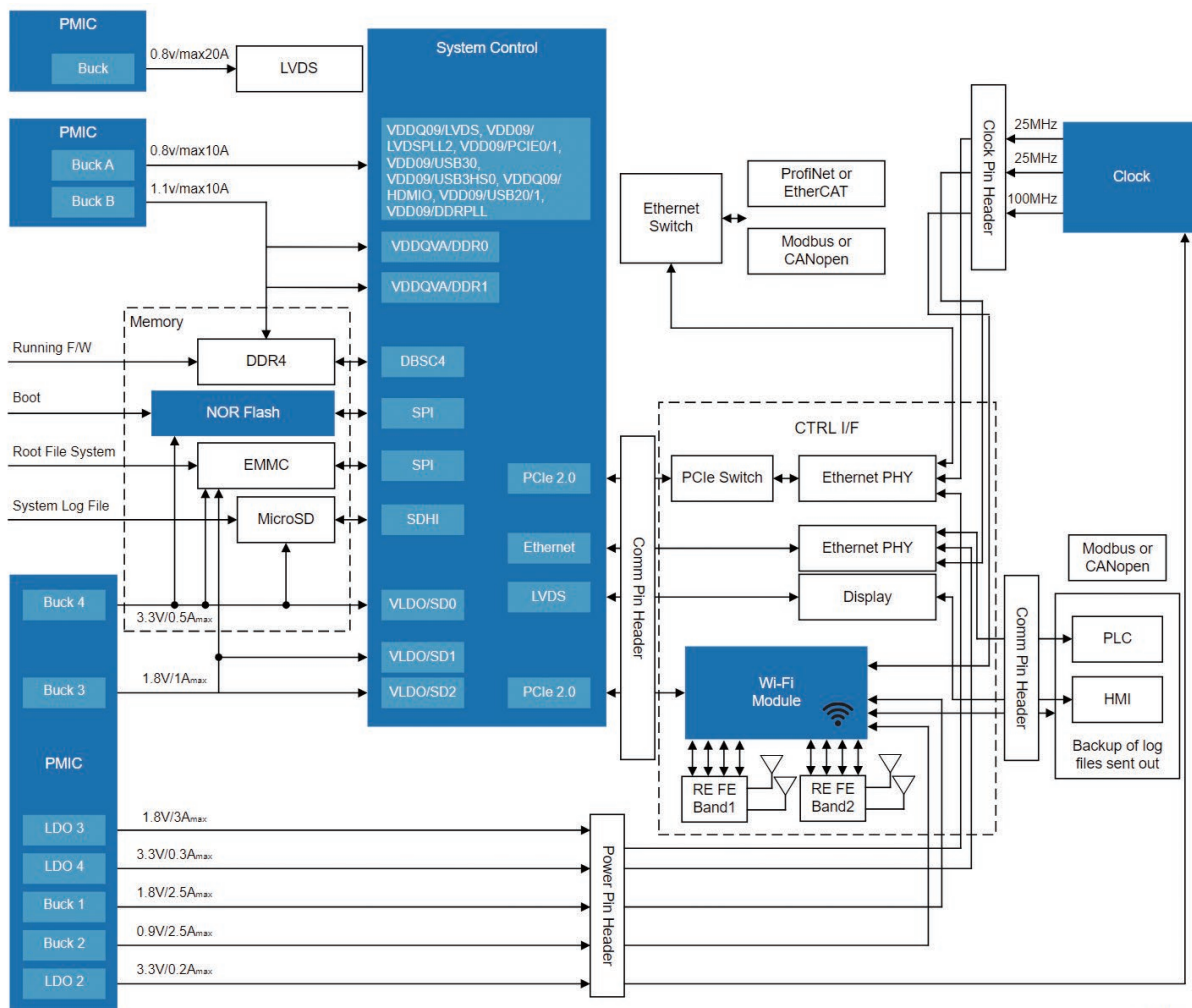 PMIC
Buck
0.8v/max20A
LVDS
PMIC
Buck A
Buck B
0.8v/max10A
1.1v/max10A
System Control
VDDQ09/LVDS, VDD09/
LVDSPLL2, VDD09/PCIE0/1,
VDD09/USB30,
VDD09/USB3HS0, VDDQ09/
HDMIO, VDD09/USB20/1,
VDD09/DDRPLL
VDDQVA/DDR0
VDDQVA/DDR1
DBSC4
SPI
SPI
SDHI
VLDO/SD0
VLDO/SD1
VLDO/SD2
PCIe 2.0
Ethernet
LVDS
PCIe 2.0
Memory
DDR4
NOR Flash
EMMC
MicroSD
Running F/W
Boot
Root File System
System Log File
Buck 4
3.3V/0.5Amax
Buck 3
1.8V/1Amax
PMIC
LDO 3
1.8V/3Amax
LDO 4
3.3V/0.3Amax
Buck 1
1.8V/2.5Amax
Buck 2
0.9V/2.5Amax
LDO 2
3.3V/0.2Amax
Power Pin Header
Comm Pin Header
Ethernet
Switch
ProfiNet or
EtherCAT
Modbus or
CANopen
Clock Pin Header
25MHz
25MHz
100MHz
Clock
CTRL I/F
PCIe Switch
Ethernet PHY
Ethernet PHY
Display
Wi-Fi
Module
RE FE
Band1
RE FE
Band2
Comm Pin Header
Modbus or
CANopen
PLC
HMI
Backup of log
files sent out